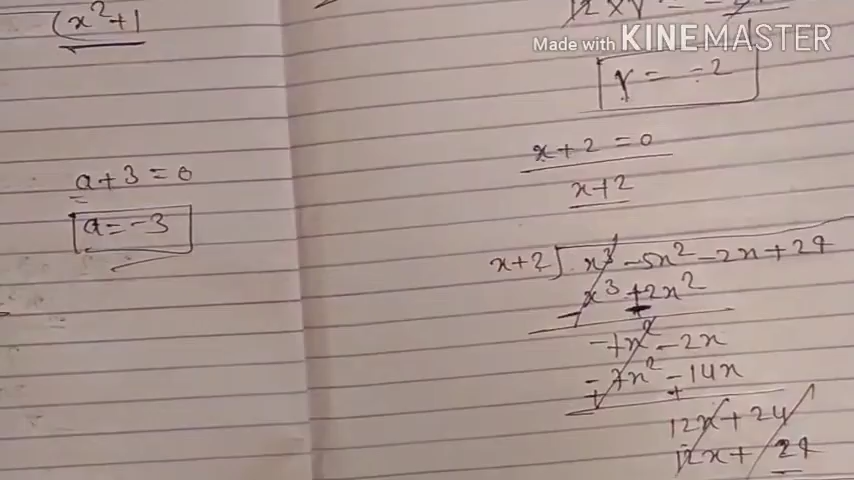 (x²+1
a+3=0
a=-3
Made with KINEMASTER
γ = -2
x+2=0
x+2
x+2) x³-5x²-2x+24
x³+2x²
- +
-7x²-2x
-7x²-14x
+ +
12x+24
12x+24